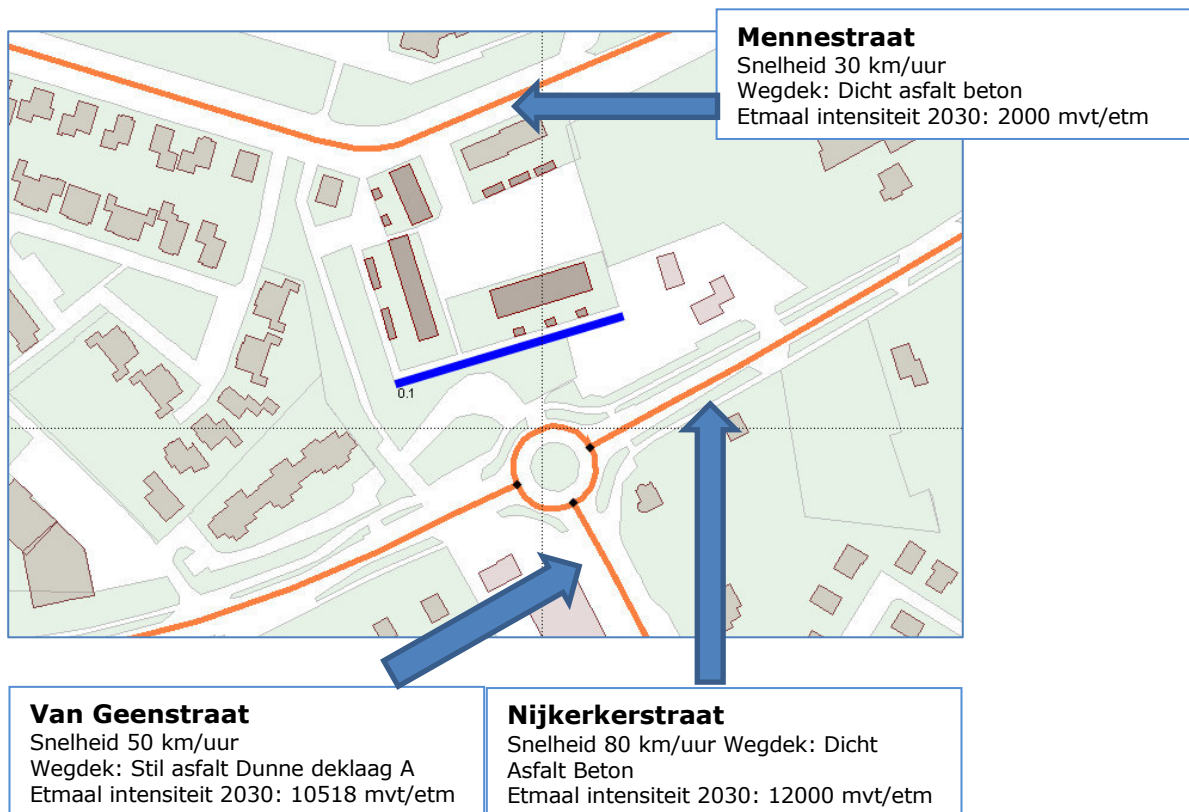 Mennestraat
Snelheid 30 km/uur
Wegdek: Dicht asfalt beton
Etmaal intensiteit 2030: 2000 mvt/etm
0.1
Van Geenstraat
Snelheid 50 km/uur
Wegdek: Stil asfalt Dunne deklaag A
Etmaal intensiteit 2030: 10518 mvt/etm
Nijkerkerstraat
Snelheid 80 km/uur Wegdek: Dicht
Asfalt Beton
Etmaal intensiteit 2030: 12000 mvt/etm